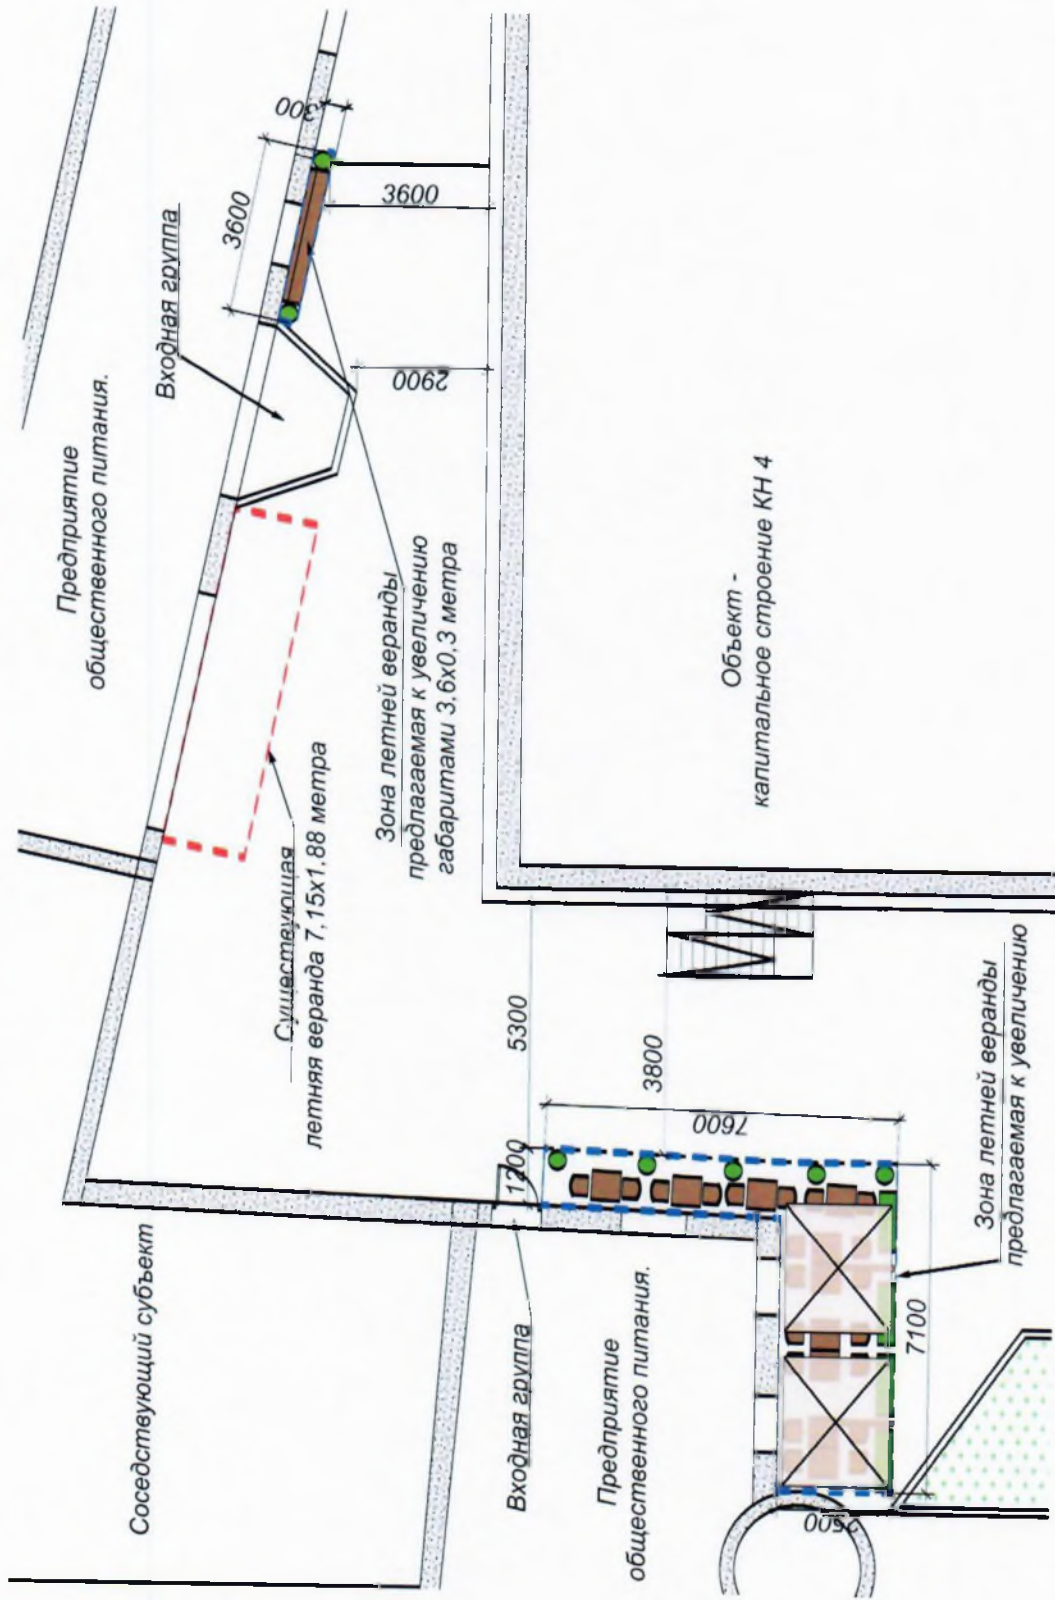 Предприятие
общественного питания.
Входная группа
3600
300
3600
2900
Существующая
летняя веранда 7,15х1,88 метра
Зона летней веранды
предлагаемая к увеличению
габаритами 3,6х0,3 метра
Объект -
капитальное строение КН 4
Соседствующий субъект
5300
1200
3800
7600
Входная группа
Предприятие
общественного питания.
7100
2500
Зона летней веранды
предлагаемая к увеличению